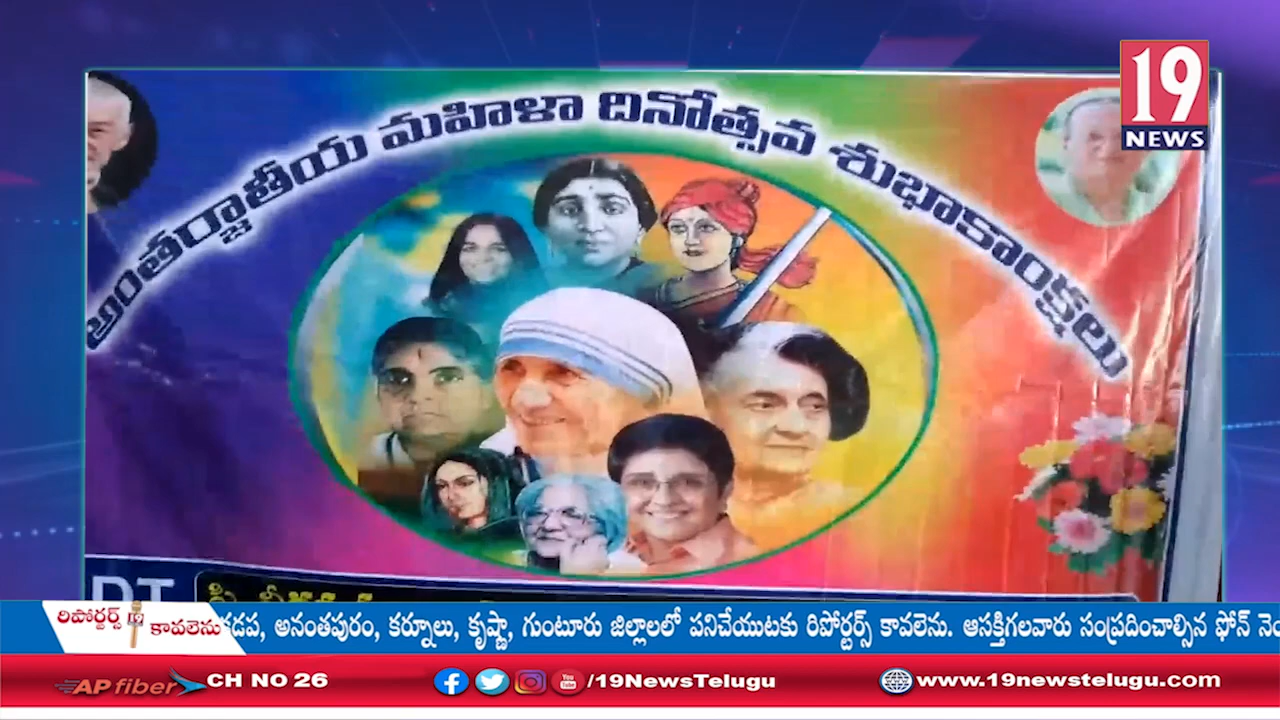 19
NEWS
అంతర్జాతీయ మహిళా దినోత్సవ శుభాకాంక్షలు
రిపోర్టర్స్
కావలెను
కడప, అనంతపురం, కర్నూలు, కృష్ణా, గుంటూరు జిల్లాలలో పనిచేయుటకు రిపోర్టర్స్ కావలెను. ఆసక్తిగలవారు సంప్రదించాల్సిన ఫోన్
AP fiber CH NO 26 /19NewsTelugu www.19newstelugu.com